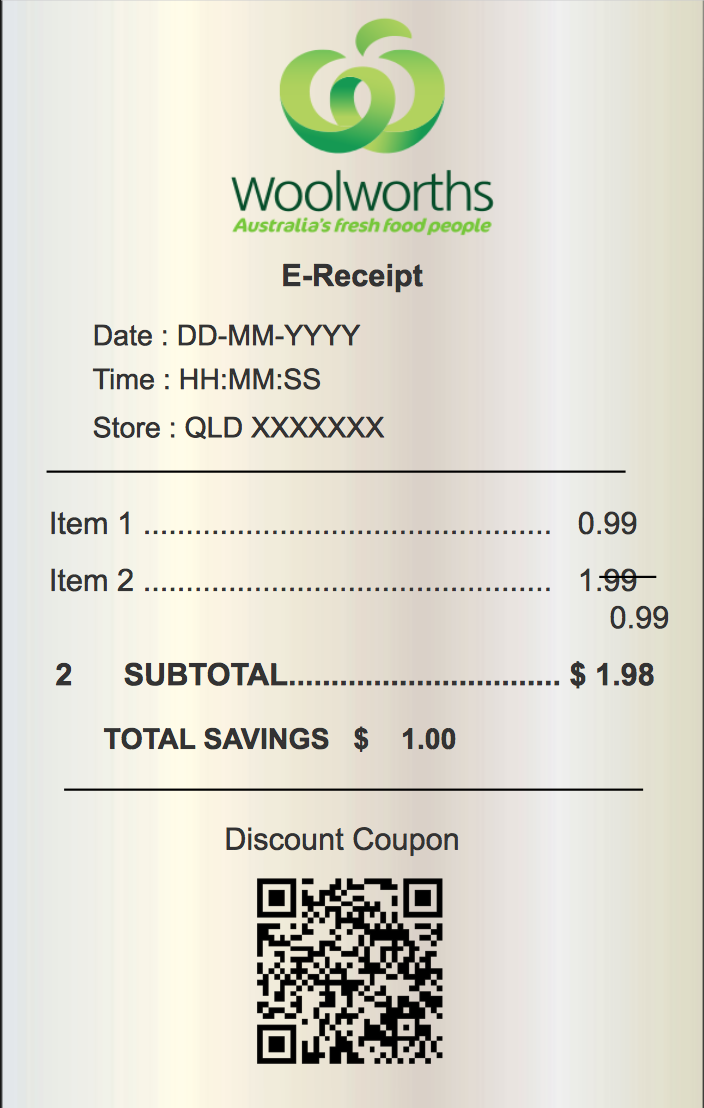 Woolworths
Australia's fresh food people
E-Receipt
Date : DD-MM-YYYY
Time : HH:MM:SS
Store : QLD XXXXXXX
Item 1 ............................................... 0.99
Item 2 ............................................... 1.99
0.99
2 SUBTOTAL................................ $ 1.98
TOTAL SAVINGS $ 1.00
Discount Coupon